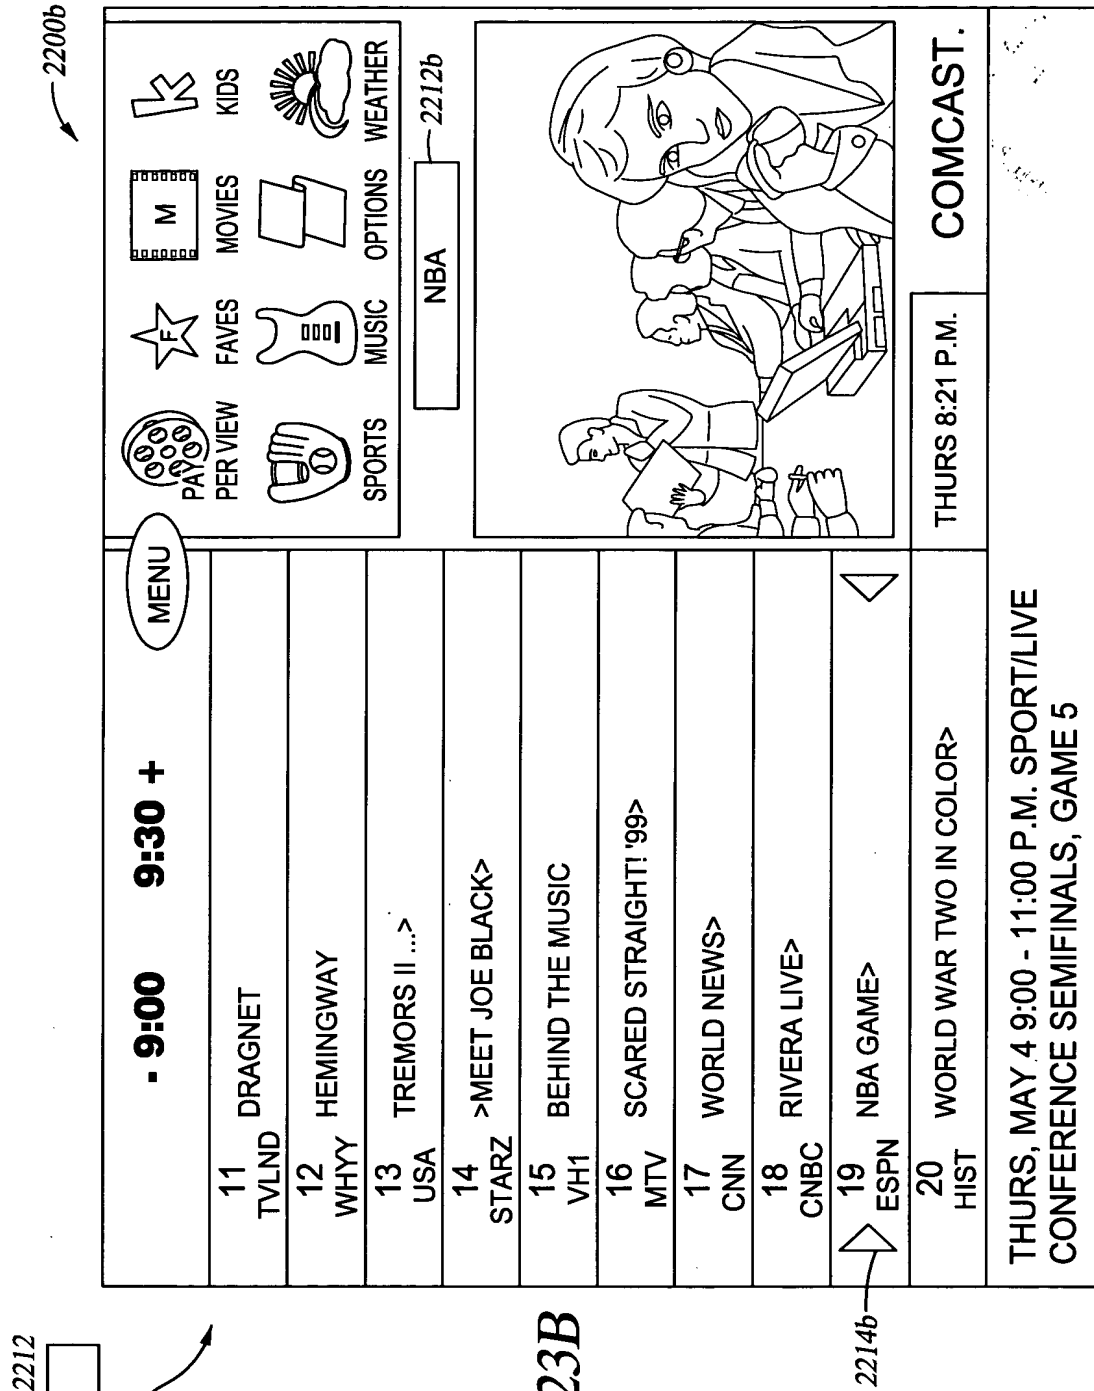 2200b
- 9:00 9:30 +
MENU
11 DRAGNET
TVLND
12 HEMINGWAY
WHYY
13 TREMORS II ...>
USA
14 >MEET JOE BLACK>
STARZ
15 BEHIND THE MUSIC
VH1
16 SCARED STRAIGHT! '99>
MTV
17 WORLD NEWS>
CNN
18 RIVERA LIVE>
CNBC
19 NBA GAME>
ESPN
20 WORLD WAR TWO IN COLOR>
HIST
PAY
PER VIEW
F
FAVES
M
MOVIES
K
KIDS
SPORTS
MUSIC
OPTIONS
WEATHER
NBA
2212b
THURS 8:21 P.M.
COMCAST.
THURS, MAY 4 9:00 - 11:00 P.M. SPORT/LIVE
CONFERENCE SEMIFINALS, GAME 5
2212
23B
2214b